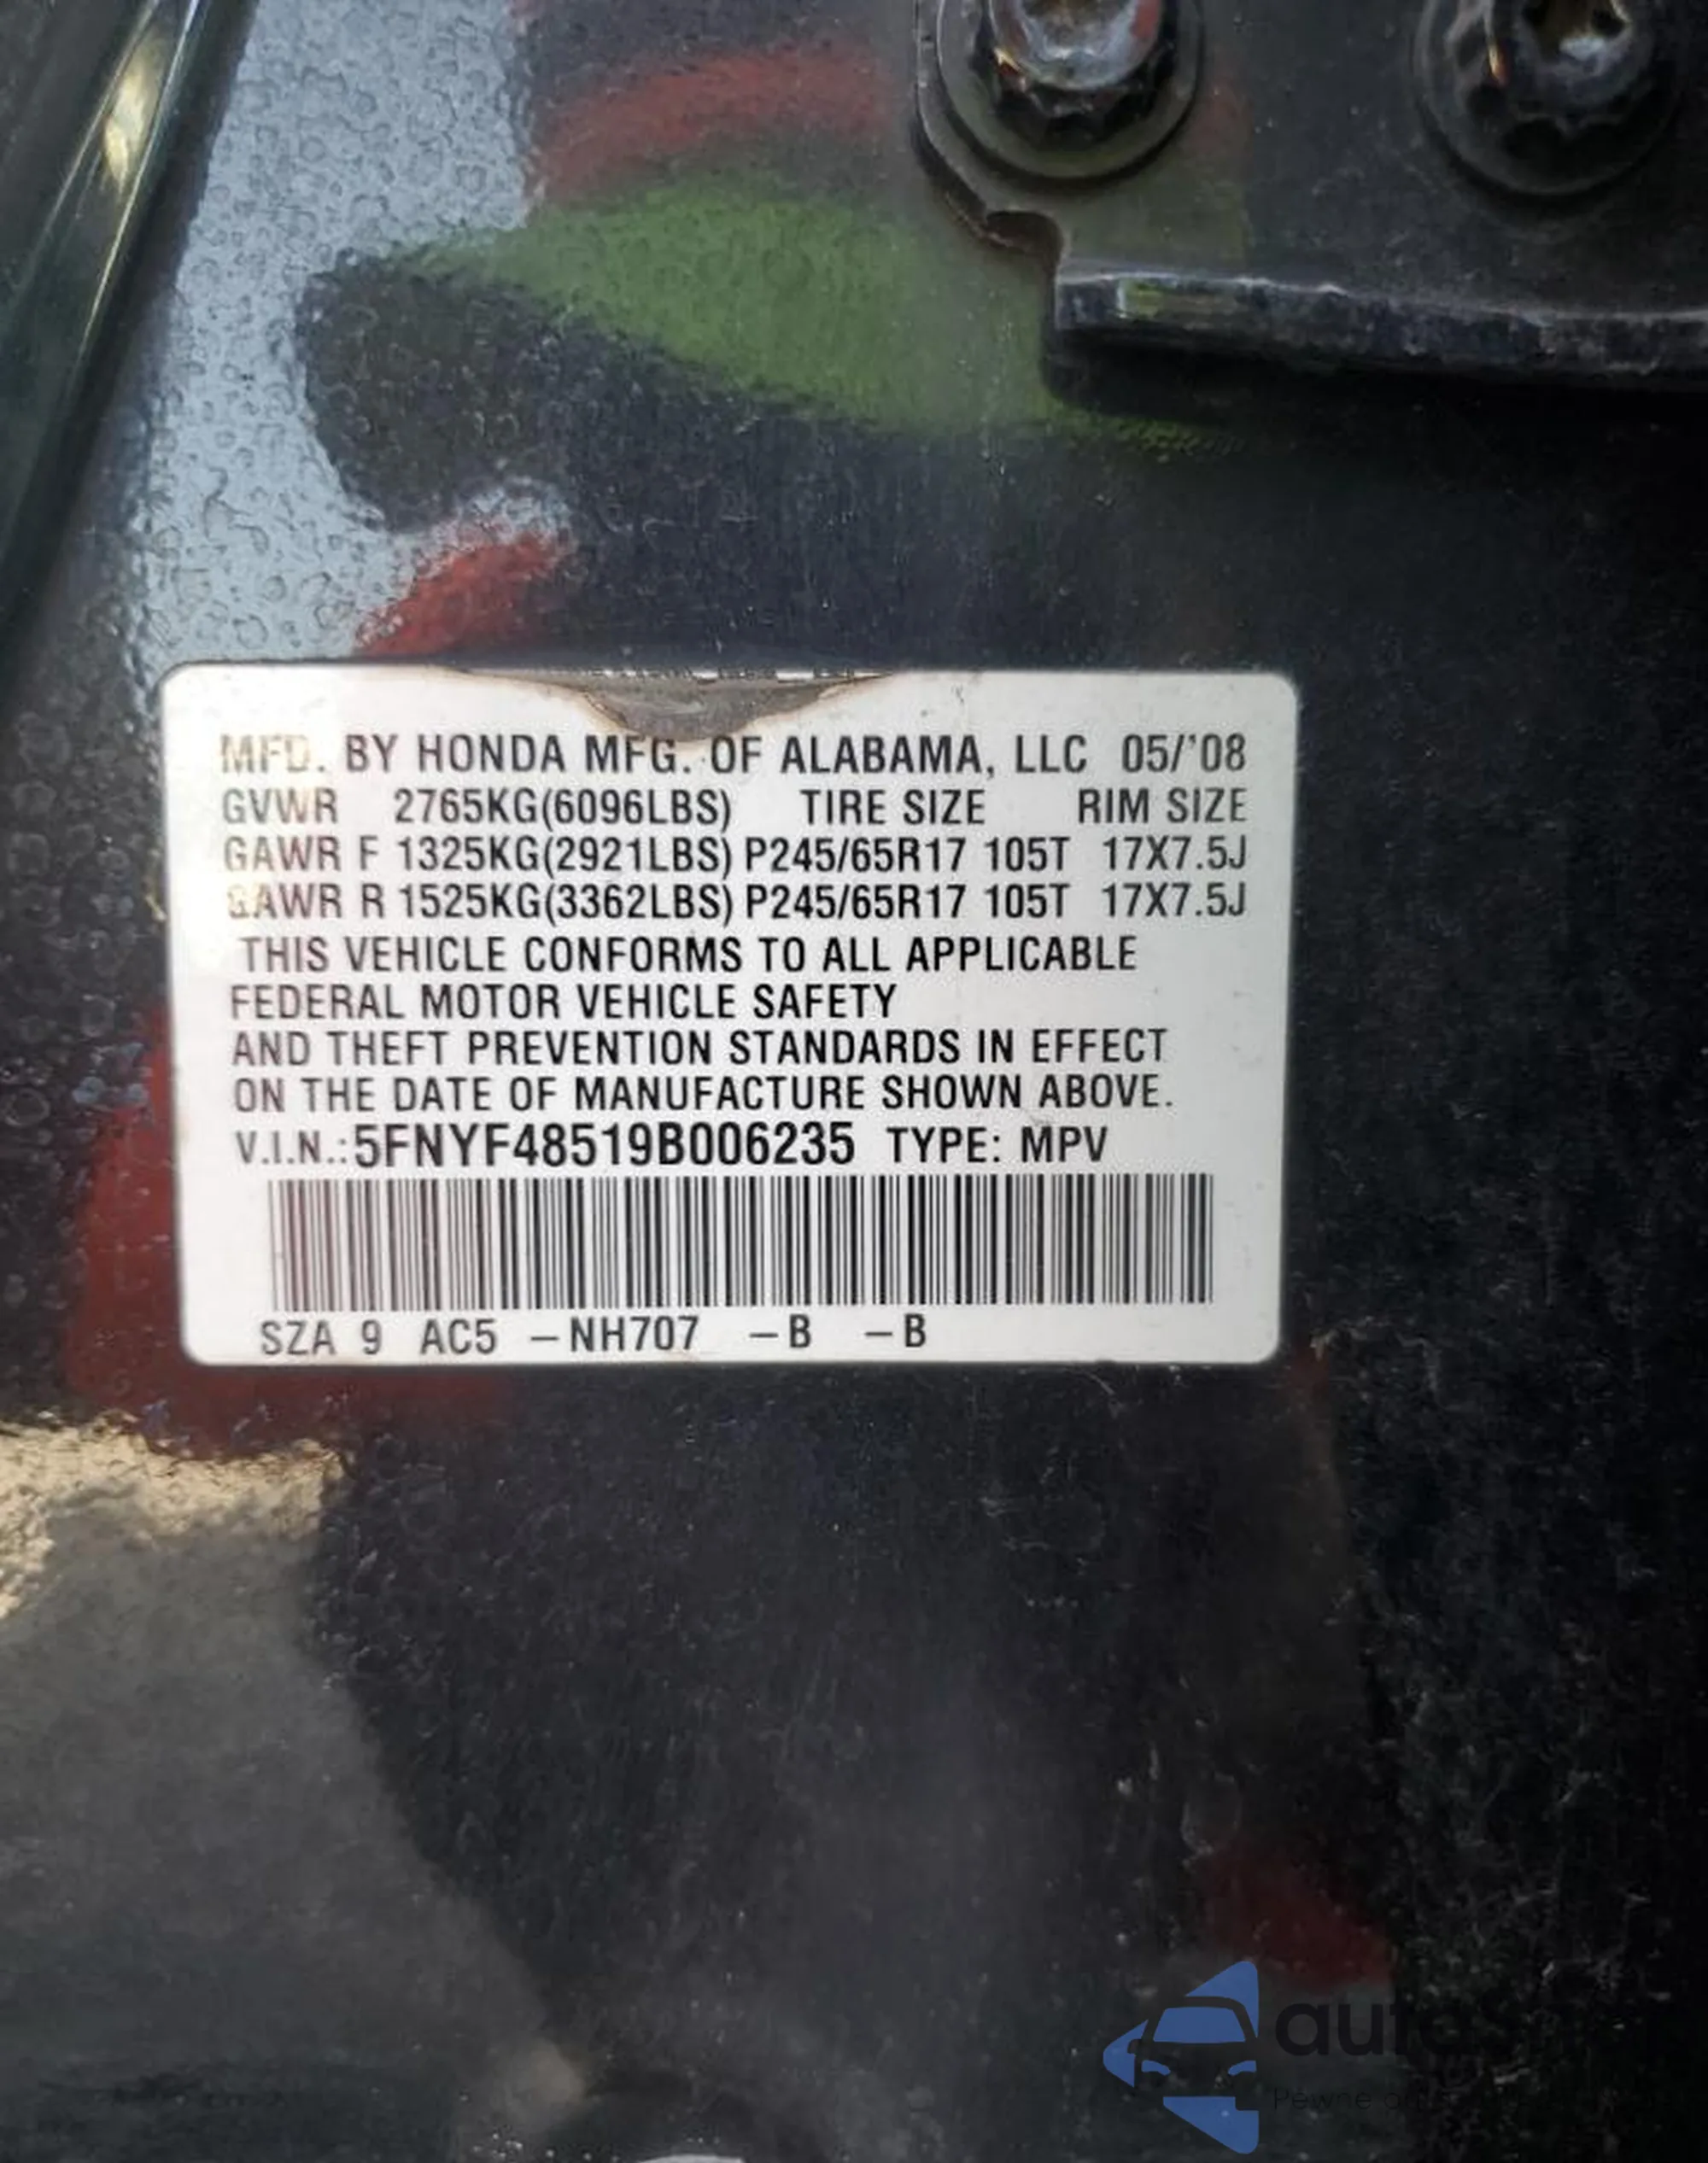 MFD. BY HONDA MFG. OF ALABAMA, LLC 05/'08
GVWR 2765KG(6096LBS) TIRE SIZE RIM SIZE
GAWR F 1325KG(2921LBS) P245/65R17 105T 17X7.5J
GAWR R 1525KG(3362LBS) P245/65R17 105T 17X7.5J
THIS VEHICLE CONFORMS TO ALL APPLICABLE
FEDERAL MOTOR VEHICLE SAFETY
AND THEFT PREVENTION STANDARDS IN EFFECT
ON THE DATE OF MANUFACTURE SHOWN ABOVE.
V.I.N.:5FNYF48519B006235 TYPE: MPV
SZA 9 AC5 –NH707 –B –B
Pewne